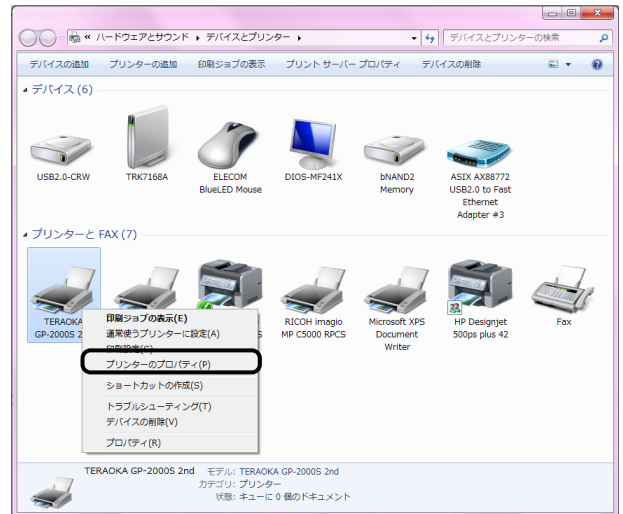 « ハードウェアとサウンド ▸ デバイスとプリンター ▸
デバイスとプリンターの検索
デバイスの追加 プリンターの追加 印刷ジョブの表示 プリント サーバー プロパティ デバイスの削除
デバイス (6)
USB2.0-CRW
TRK7168A
ELECOM
BlueLED Mouse
DIOS-MF241X
bNAND2
Memory
ASIX AX88772
USB2.0 to Fast
Ethernet
Adapter #3
プリンターと FAX (7)
TERAOKA
GP-2000S 2
S
RICOH imagio
MP C5000 RPCS
Microsoft XPS
Document
Writer
HP Designjet
500ps plus 42
Fax
印刷ジョブの表示(E)
通常使うプリンターに設定(A)
印刷設定(G)
プリンターのプロパティ(P)
ショートカットの作成(S)
トラブルシューティング(T)
デバイスの削除(V)
プロパティ(R)
TERAOKA GP-2000S 2nd モデル: TERAOKA GP-2000S 2nd
カテゴリ: プリンター
状態: キューに 0 個のドキュメント